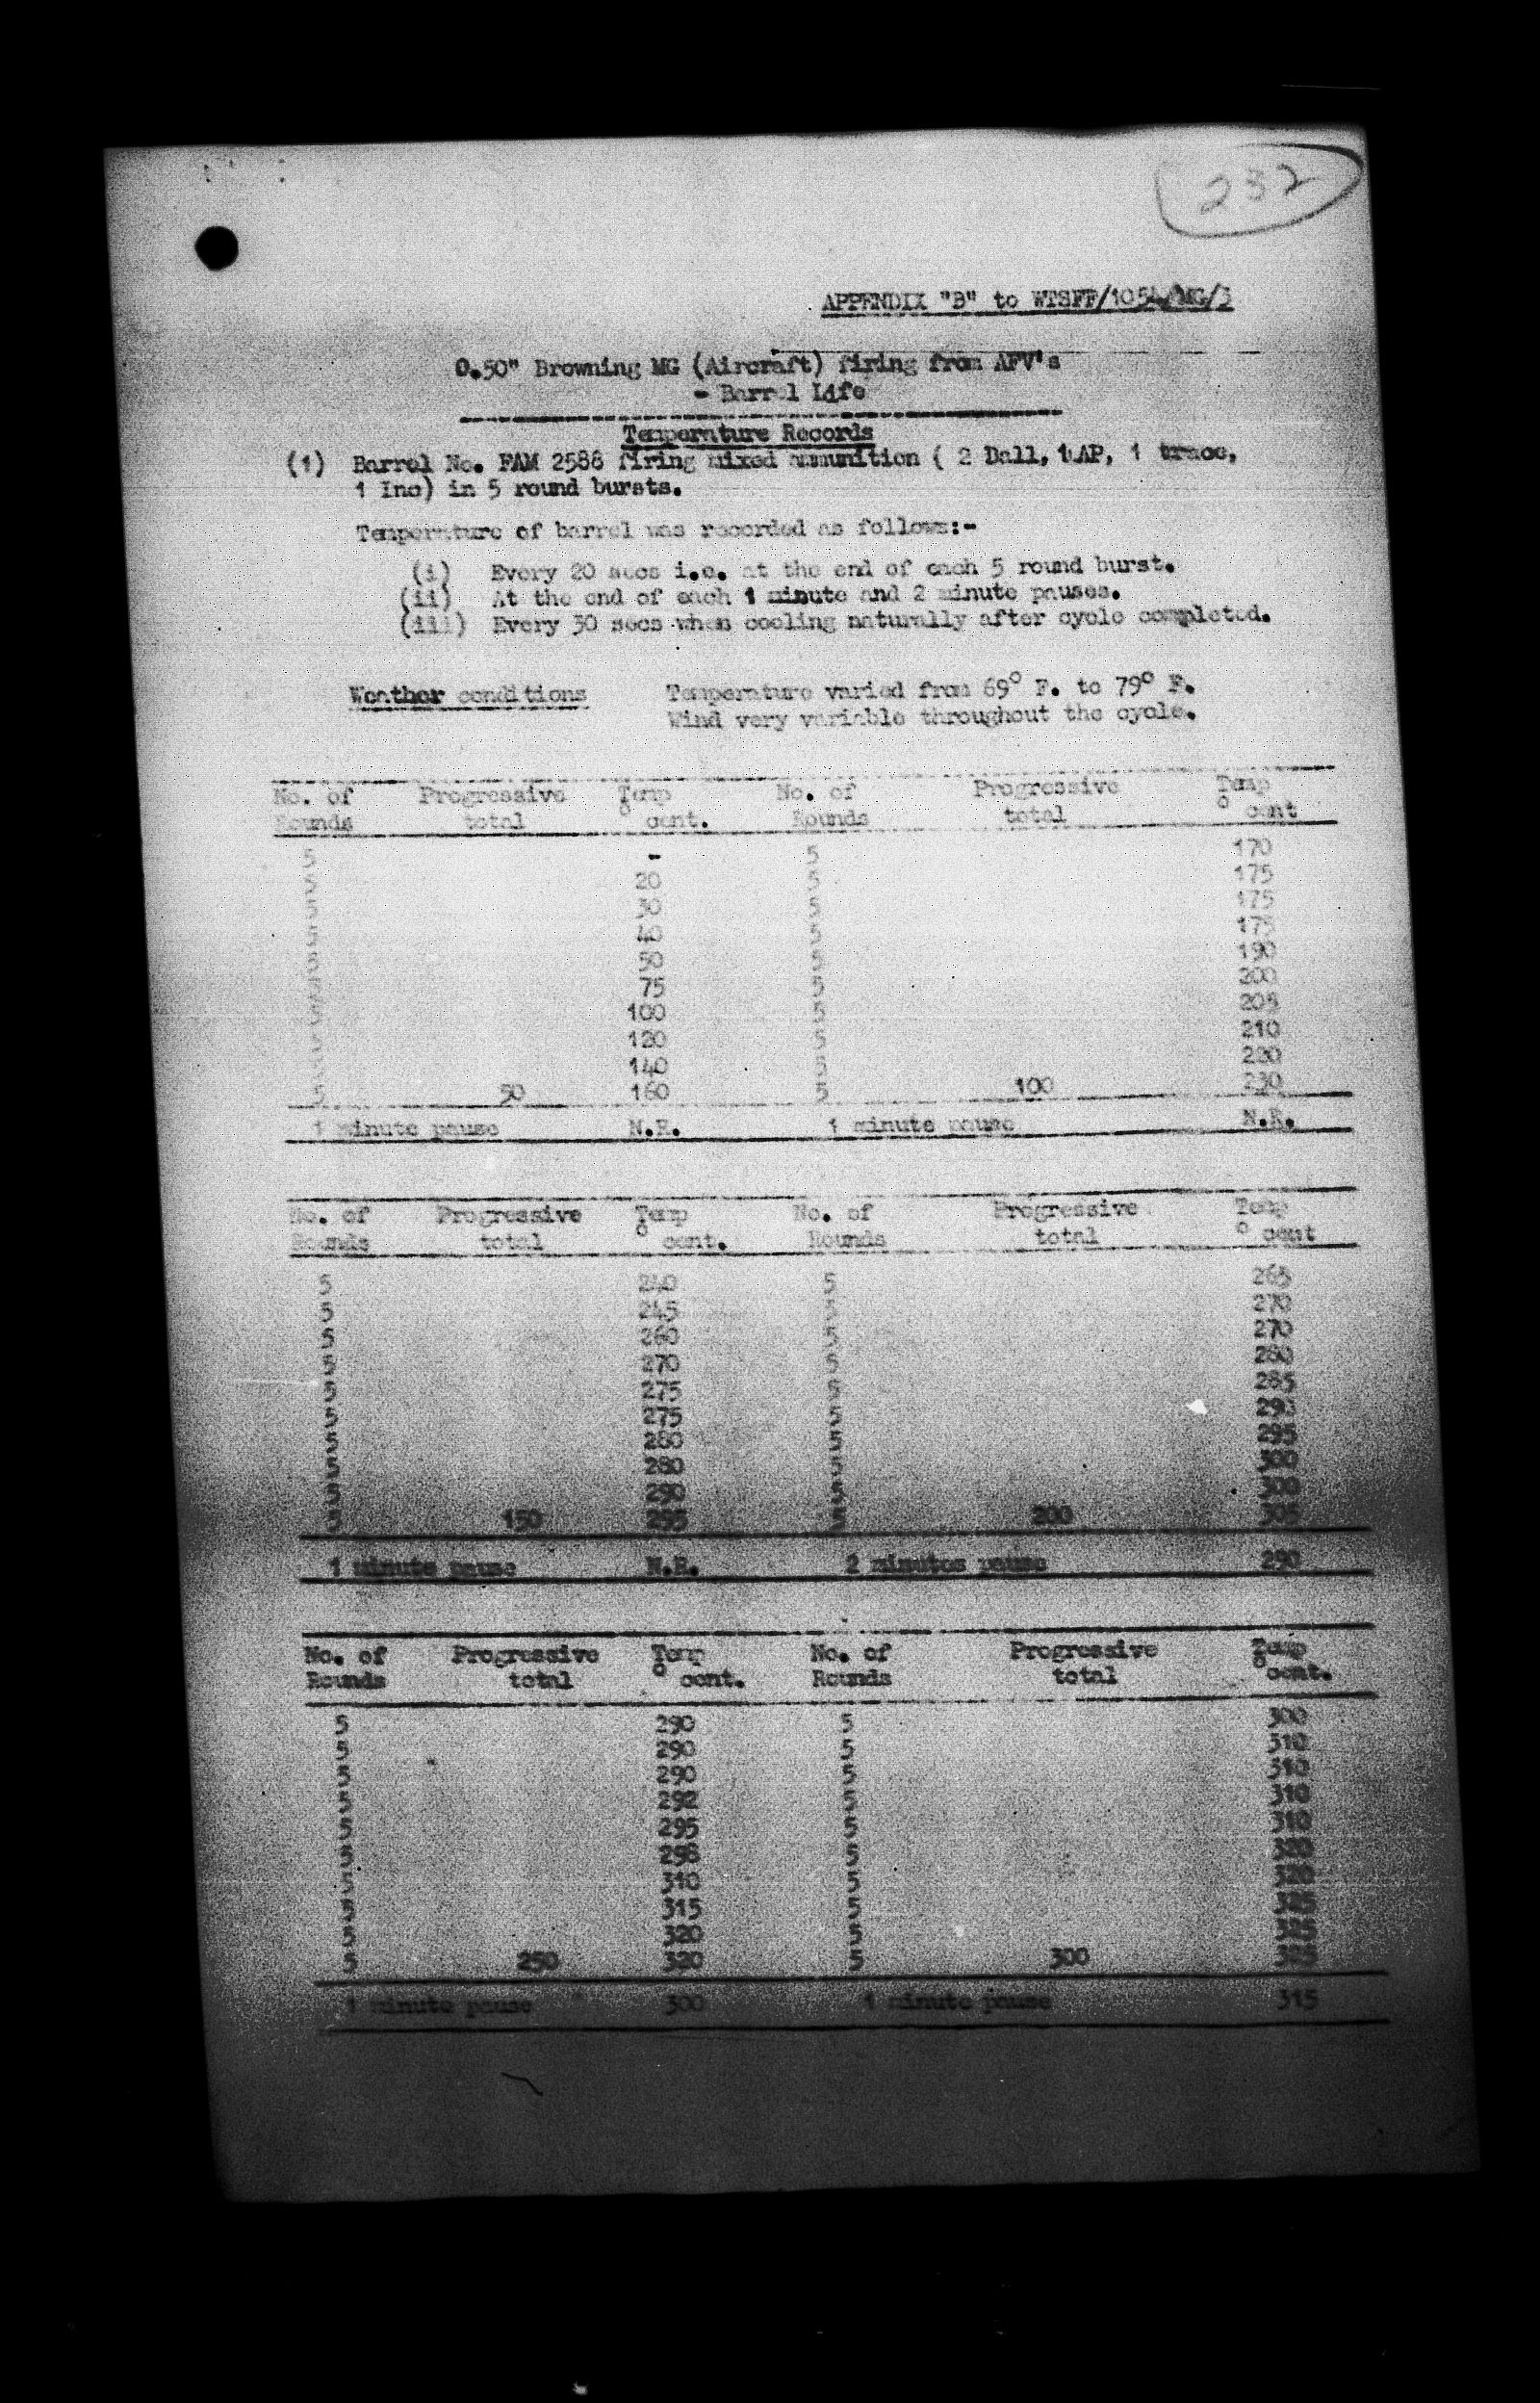 232
APPENDIX "B" to WTSFF/1054/MG/3
0.50" Browning MG (Aircraft) firing from AFV's
- Barrel Life
Temperature Records
(1) Barrel No. FAM 2588 firing mixed ammunition ( 2 Ball, 1 AP, 1 trace,
1 Inc) in 5 round bursts.
Temperature of barrel was recorded as follows:-
(i) Every 20 secs i.e. at the end of each 5 round burst.
(ii) At the end of each 1 minute and 2 minute pauses.
(iii) Every 30 secs when cooling naturally after cycle completed.
Weather conditions Temperature varied from 69° F. to 79° F.
Wind very variable throughout the cycle.
No. of Progressive Temp No. of Progressive Temp
Rounds total ° cent. Rounds total ° cent
5 - 5 170
5 20 5 175
5 30 5 175
5 40 5 175
5 50 5 190
5 75 5 200
5 100 5 205
5 120 5 210
5 140 5 220
5 50 160 5 100 230
1 minute pause N.R. 1 minute pause N.R.
No. of Progressive Temp No. of Progressive Temp
Rounds total ° cent. Rounds total ° cent
5 240 5 265
5 245 5 270
5 260 5 270
5 270 5 280
5 275 5 285
5 275 5
5 280 5 295
5 280 5 300
5 290 5 300
5 150 295 5 200 305
1 minute pause N.R. 2 minutes pause 290
No. of Progressive Temp No. of Progressive Temp
Rounds total ° cent. Rounds total ° cent.
5 290 5 300
5 290 5 310
5 290 5 310
5 292 5 310
5 295 5 310
5 298 5 320
5 310 5 320
5 315 5 325
5 320 5 325
5 250 320 5 300 325
1 minute pause 300 1 minute pause 315